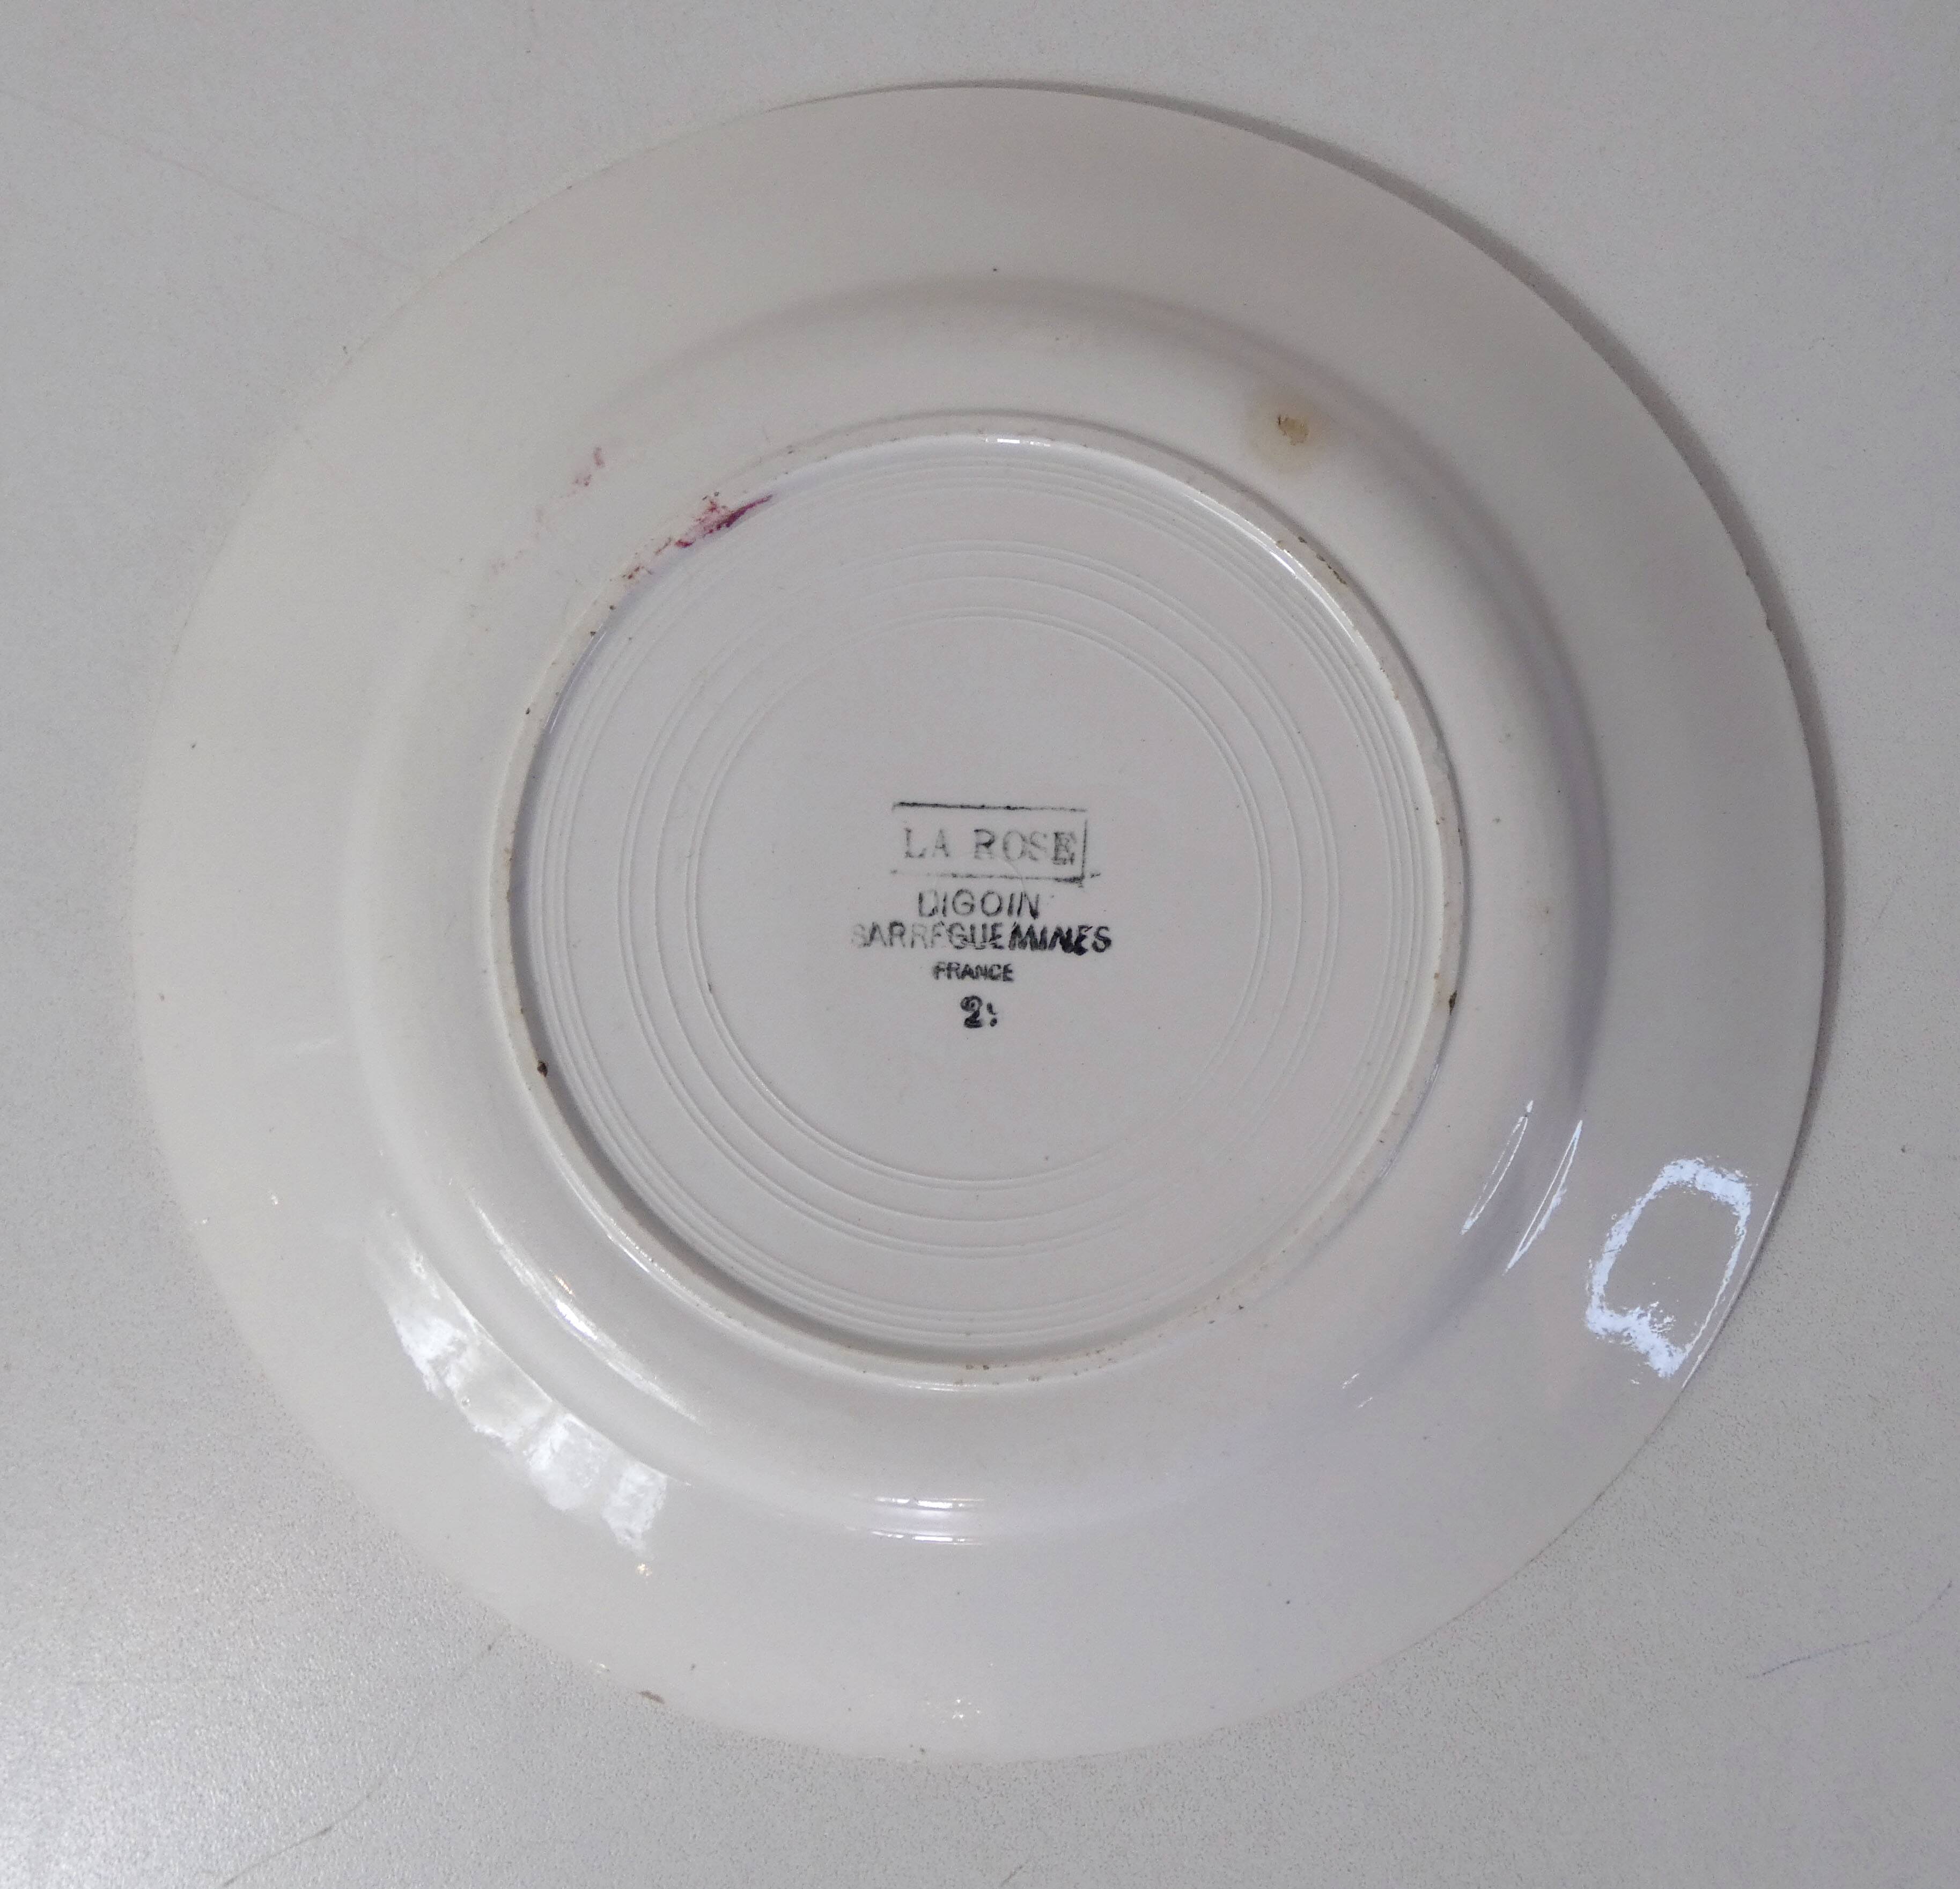 LA ROSE
DIGOIN
SARREGUEMINES
FRANCE
2